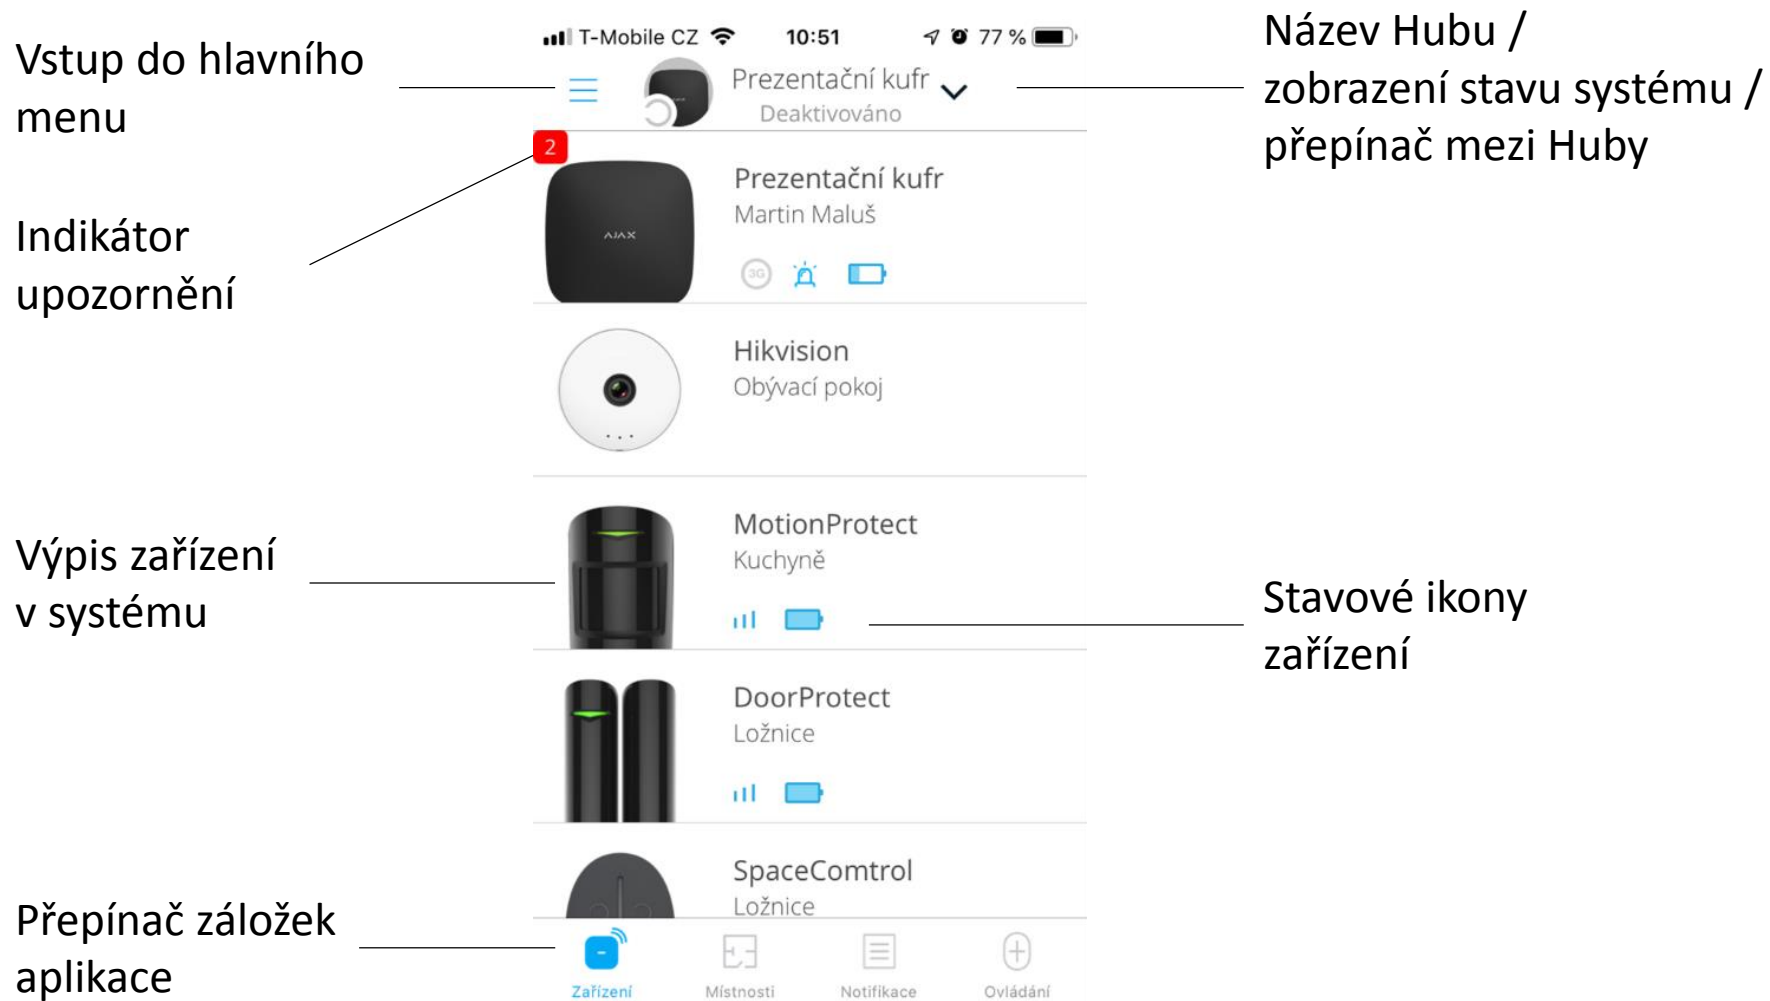 Vstup do hlavního
menu
Indikátor
upozornění
Výpis zařízení
v systému
Přepínač záložek
aplikace
T-Mobile CZ 10:51 77 %
Prezentační kufr
Deaktivováno
2
AJAX
Prezentační kufr
Martin Maluš
3G
Hikvision
Obývací pokoj
MotionProtect
Kuchyně
DoorProtect
Ložnice
SpaceComtrol
Ložnice
Zařízení Místnosti Notifikace Ovládání
Název Hubu /
zobrazení stavu systému /
přepínač mezi Huby
Stavové ikony
zařízení